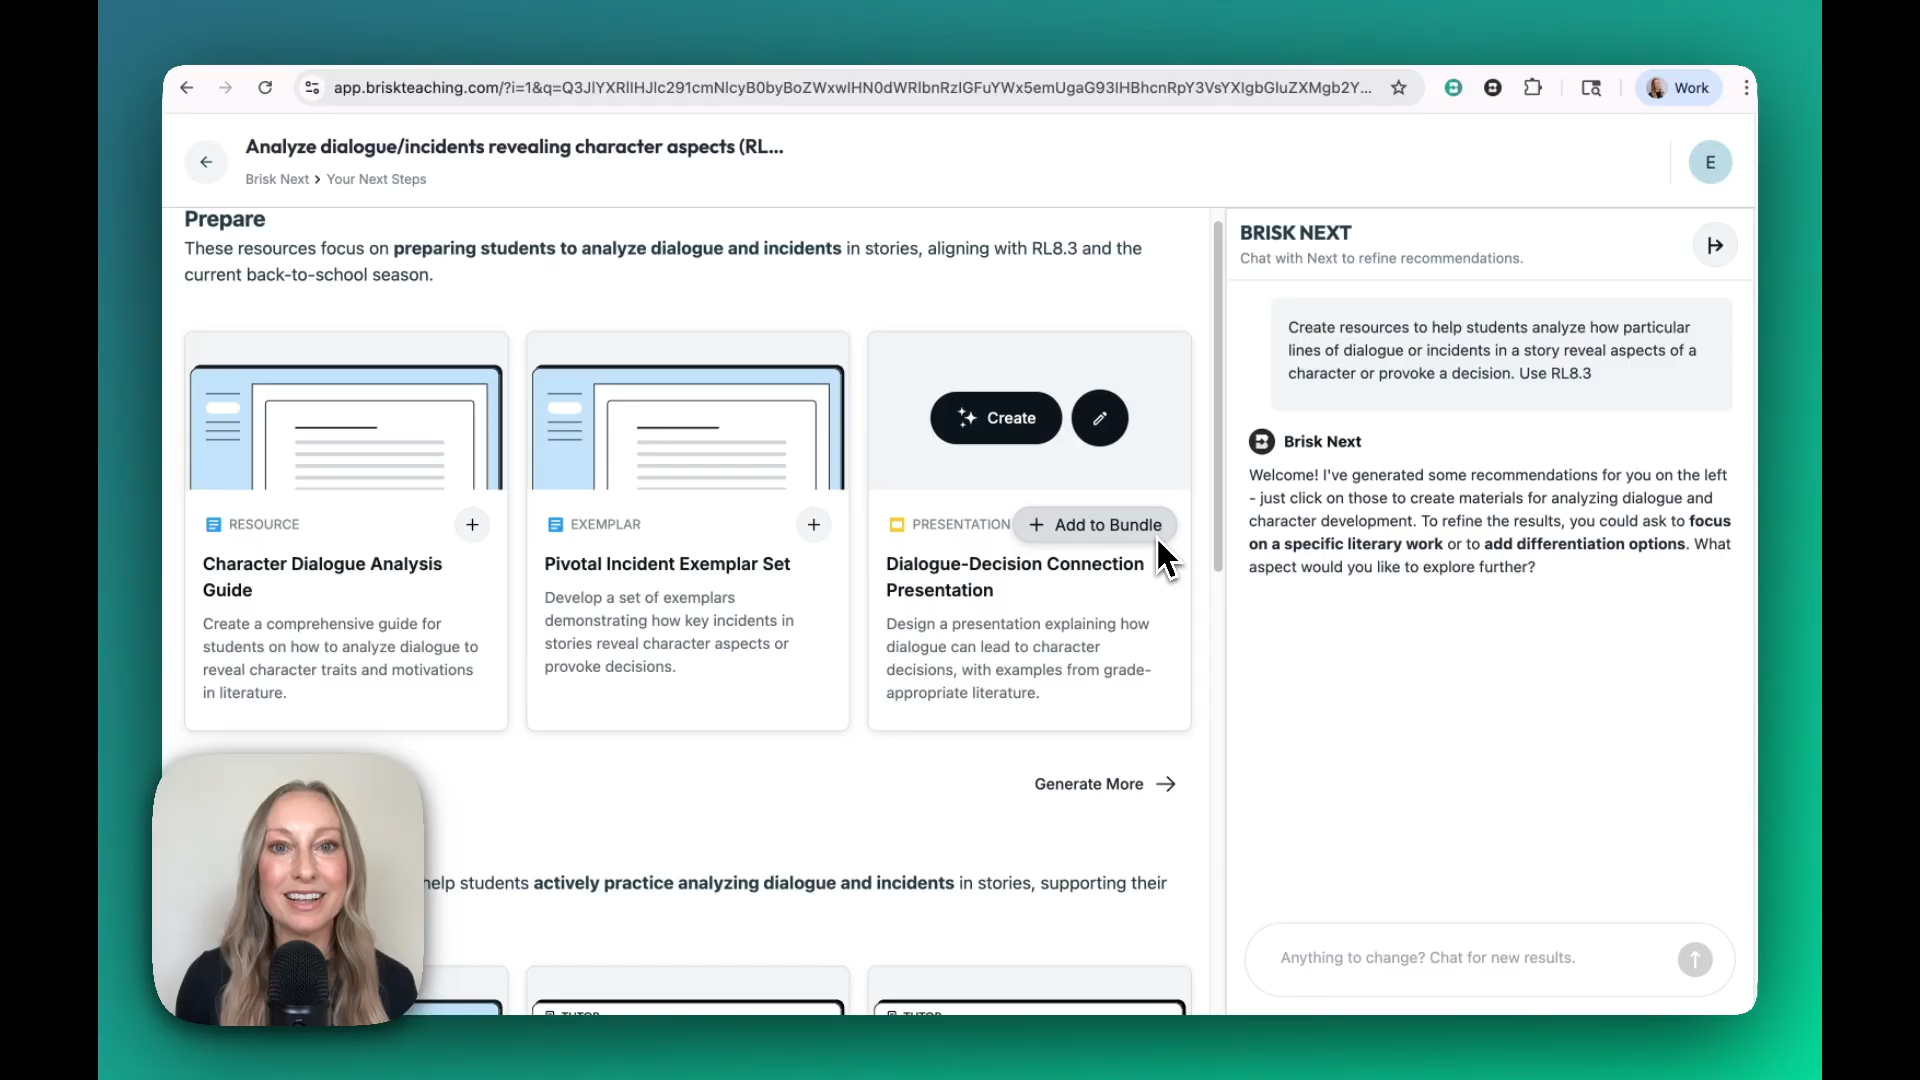 app.briskteaching.com/?i=1&q=Q3JlYXRlIHJlc291cmNlcyB0byBoZWxwIHN0dWRlbnRzIGFuYWx5emUgaG93IHBhcnRpY3VsYXIgbGluZXMgb2Y...
Work
Analyze dialogue/incidents revealing character aspects (RL...
Brisk Next > Your Next Steps
E
Prepare
These resources focus on preparing students to analyze dialogue and incidents in stories, aligning with RL8.3 and the
current back-to-school season.
Create
RESOURCE
Character Dialogue Analysis
Guide
Create a comprehensive guide for
students on how to analyze dialogue to
reveal character traits and motivations
in literature.
EXEMPLAR
Pivotal Incident Exemplar Set
Develop a set of exemplars
demonstrating how key incidents in
stories reveal character aspects or
provoke decisions.
PRESENTATION
Add to Bundle
Dialogue-Decision Connection
Presentation
Design a presentation explaining how
dialogue can lead to character
decisions, with examples from grade-
appropriate literature.
Generate More
help students actively practice analyzing dialogue and incidents in stories, supporting their
TUTOR
TUTOR
BRISK NEXT
Chat with Next to refine recommendations.
Create resources to help students analyze how particular
lines of dialogue or incidents in a story reveal aspects of a
character or provoke a decision. Use RL8.3
Brisk Next
Welcome! I've generated some recommendations for you on the left
- just click on those to create materials for analyzing dialogue and
character development. To refine the results, you could ask to focus
on a specific literary work or to add differentiation options. What
aspect would you like to explore further?
Anything to change? Chat for new results.